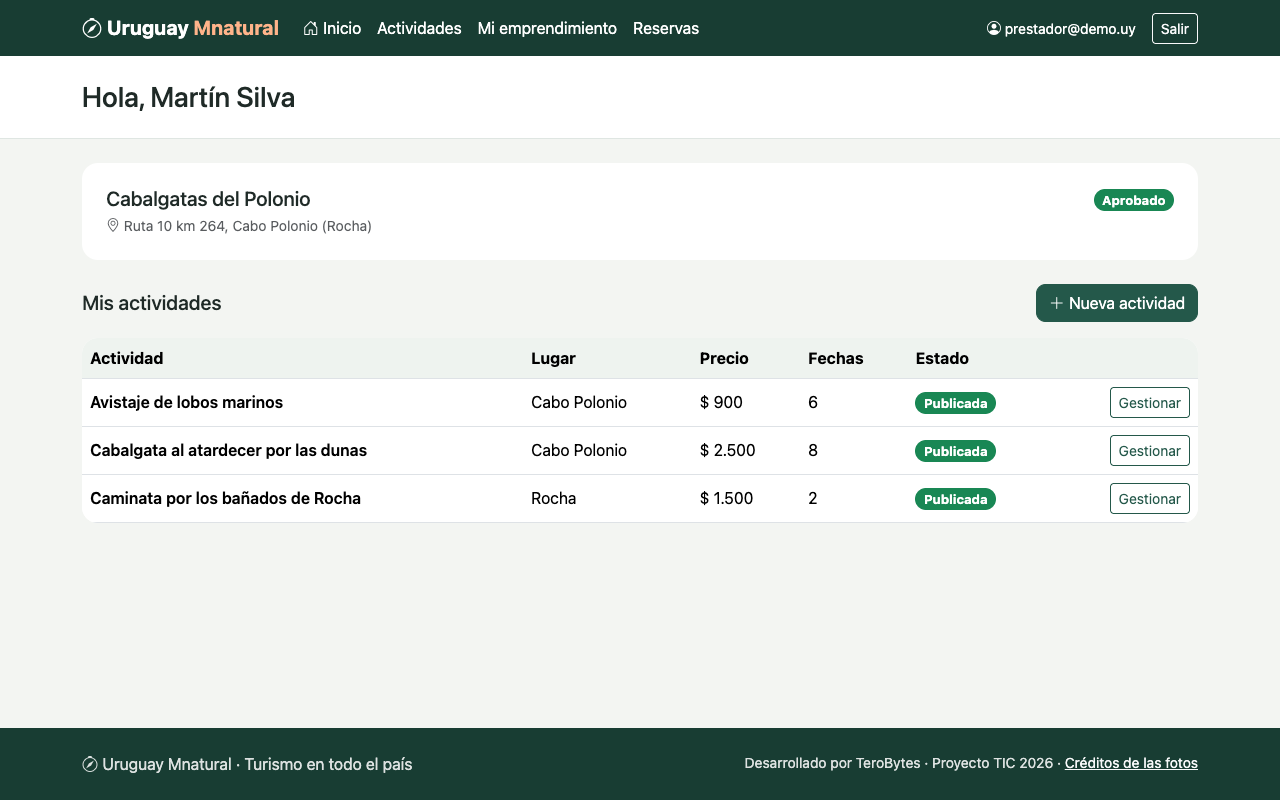 Uruguay Mnatural Inicio Actividades Mi emprendimiento Reservas prestador@demo.uy Salir
Hola, Martín Silva
Cabalgatas del Polonio Aprobado
Ruta 10 km 264, Cabo Polonio (Rocha)
Mis actividades + Nueva actividad
Actividad Lugar Precio Fechas Estado
Avistaje de lobos marinos Cabo Polonio $ 900 6 Publicada Gestionar
Cabalgata al atardecer por las dunas Cabo Polonio $ 2.500 8 Publicada Gestionar
Caminata por los bañados de Rocha Rocha $ 1.500 2 Publicada Gestionar
Uruguay Mnatural · Turismo en todo el país Desarrollado por TeroBytes · Proyecto TIC 2026 · Créditos de las fotos